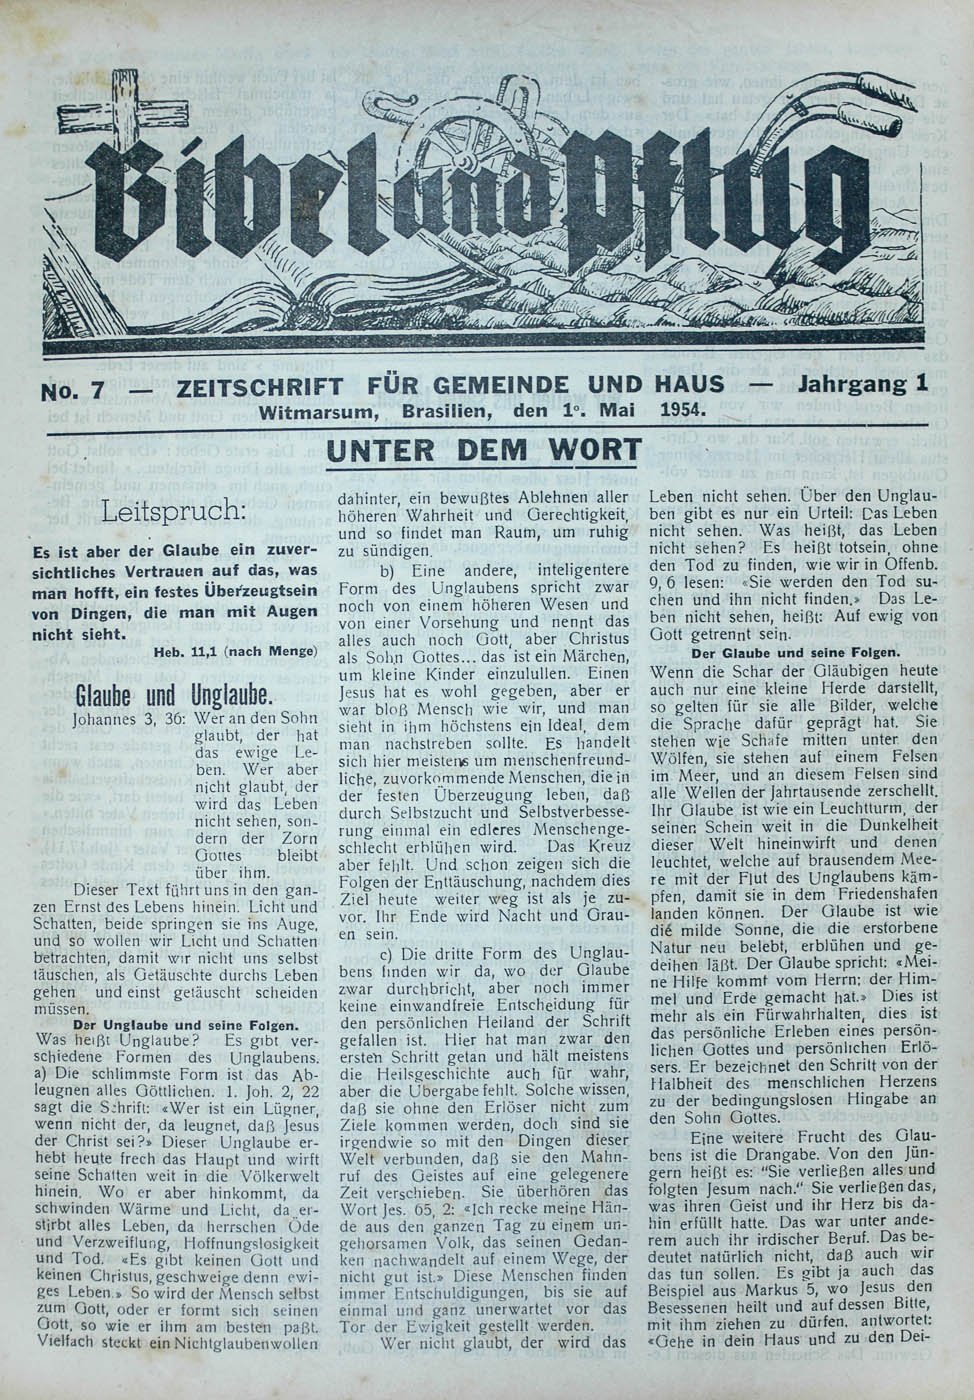 Bibel und Pflug
No. 7 — ZEITSCHRIFT FÜR GEMEINDE UND HAUS — Jahrgang 1
Witmarsum, Brasilien, den 1º. Mai 1954.
UNTER DEM WORT
Leitspruch:
Es ist aber der Glaube ein zuver-
sichtliches Vertrauen auf das, was
man hofft, ein festes Überzeugtsein
von Dingen, die man mit Augen
nicht sieht.
Heb. 11,1 (nach Menge)
Glaube und Unglaube.
Johannes 3, 36: Wer an den Sohn
glaubt, der hat
das ewige Le-
ben. Wer aber
nicht glaubt, der
wird das Leben
nicht sehen, son-
dern der Zorn
Gottes bleibt
über ihm.
Dieser Text führt uns in den gan-
zen Ernst des Lebens hinein. Licht und
Schatten, beide springen sie ins Auge,
und so wollen wir Licht und Schatten
betrachten, damit wir nicht uns selbst
täuschen, als Getäuschte durchs Leben
gehen und einst getäuscht scheiden
müssen.
Der Unglaube und seine Folgen.
Was heißt Unglaube? Es gibt ver-
schiedene Formen des Unglaubens.
a) Die schlimmste Form ist das Ab-
leugnen alles Göttlichen. 1. Joh. 2, 22
sagt die Schrift: «Wer ist ein Lügner,
wenn nicht der, da leugnet, daß Jesus
der Christ sei?» Dieser Unglaube er-
hebt heute frech das Haupt und wirft
seine Schatten weit in die Völkerwelt
hinein. Wo er aber hinkommt, da
schwinden Wärme und Licht, da er-
stirbt alles Leben, da herrschen Öde
und Verzweiflung, Hoffnungslosigkeit
und Tod. «Es gibt keinen Gott und
keinen Christus, geschweige denn ewi-
ges Leben.» So wird der Mensch selbst
zum Gott, oder er formt sich seinen
Gott, so wie er ihm am besten paßt.
Vielfach steckt ein Nichtglaubenwollen
dahinter, ein bewußtes Ablehnen aller
höheren Wahrheit und Gerechtigkeit,
und so findet man Raum, um ruhig
zu sündigen.
b) Eine andere, inteligentere
Form des Unglaubens spricht zwar
noch von einem höheren Wesen und
von einer Vorsehung und nennt das
alles auch noch Gott, aber Christus
als Sohn Gottes... das ist ein Märchen,
um kleine Kinder einzulullen. Einen
Jesus hat es wohl gegeben, aber er
war bloß Mensch wie wir, und man
sieht in ihm höchstens ein Ideal, dem
man nachstreben sollte. Es handelt
sich hier meistens um menschenfreund-
liche, zuvorkommende Menschen, die in
der festen Überzeugung leben, daß
durch Selbstzucht und Selbstverbesse-
rung einmal ein edleres Menschenge-
schlecht erblühen wird. Das Kreuz
aber fehlt. Und schon zeigen sich die
Folgen der Enttäuschung, nachdem dies
Ziel heute weiter weg ist als je zu-
vor. Ihr Ende wird Nacht und Grau-
en sein.
c) Die dritte Form des Unglau-
bens finden wir da, wo der Glaube
zwar durchbricht, aber noch immer
keine einwandfreie Entscheidung für
den persönlichen Heiland der Schrift
gefallen ist. Hier hat man zwar den
ersten Schritt getan und hält meistens
die Heilsgeschichte auch für wahr,
aber die Übergabe fehlt. Solche wissen,
daß sie ohne den Erlöser nicht zum
Ziele kommen werden, doch sind sie
irgendwie so mit den Dingen dieser
Welt verbunden, daß sie den Mahn-
ruf des Geistes auf eine gelegenere
Zeit verschieben. Sie überhören das
Wort Jes. 65, 2: «Ich recke meine Hän-
de aus den ganzen Tag zu einem un-
gehorsamen Volk, das seinen Gedan-
ken nachwandelt auf einem Wege, der
nicht gut ist.» Diese Menschen finden
immer Entschuldigungen, bis sie auf
einmal und ganz unerwartet vor das
Tor der Ewigkeit gestellt werden.
Wer nicht glaubt, der wird das
Leben nicht sehen. Über den Unglau-
ben gibt es nur ein Urteil: Das Leben
nicht sehen. Was heißt, das Leben
nicht sehen? Es heißt totsein, ohne
den Tod zu finden, wie wir in Offenb.
9, 6 lesen: «Sie werden den Tod su-
chen und ihn nicht finden.» Das Le-
ben nicht sehen, heißt: Auf ewig von
Gott getrennt sein.
Der Glaube und seine Folgen.
Wenn die Schar der Gläubigen heute
auch nur eine kleine Herde darstellt,
so gelten für sie alle Bilder, welche
die Sprache dafür geprägt hat. Sie
stehen wie Schafe mitten unter den
Wölfen, sie stehen auf einem Felsen
im Meer, und an diesem Felsen sind
alle Wellen der Jahrtausende zerschellt.
Ihr Glaube ist wie ein Leuchtturm, der
seinen Schein weit in die Dunkelheit
dieser Welt hineinwirft und denen
leuchtet, welche auf brausendem Mee-
re mit der Flut des Unglaubens käm-
pfen, damit sie in dem Friedenshafen
landen können. Der Glaube ist wie
die milde Sonne, die die erstorbene
Natur neu belebt, erblühen und ge-
deihen läßt. Der Glaube spricht: «Mei-
ne Hilfe kommt vom Herrn; der Him-
mel und Erde gemacht hat.» Dies ist
mehr als ein Fürwahrhalten, dies ist
das persönliche Erleben eines persön-
lichen Gottes und persönlichen Erlö-
sers. Er bezeichnet den Schritt von der
Halbheit des menschlichen Herzens
zu der bedingungslosen Hingabe an
den Sohn Gottes.
Eine weitere Frucht des Glau-
bens ist die Drangabe. Von den Jün-
gern heißt es: "Sie verließen alles und
folgten Jesum nach." Sie verließen das,
was ihren Geist und ihr Herz bis da-
hin erfüllt hatte. Das war unter ande-
rem auch ihr irdischer Beruf. Das be-
deutet natürlich nicht, daß auch wir
das tun sollen. Es gibt ja auch das
Beispiel aus Markus 5, wo Jesus den
Besessenen heilt und auf dessen Bitte,
mit ihm ziehen zu dürfen, antwortet:
«Gehe in dein Haus und zu den Dei-